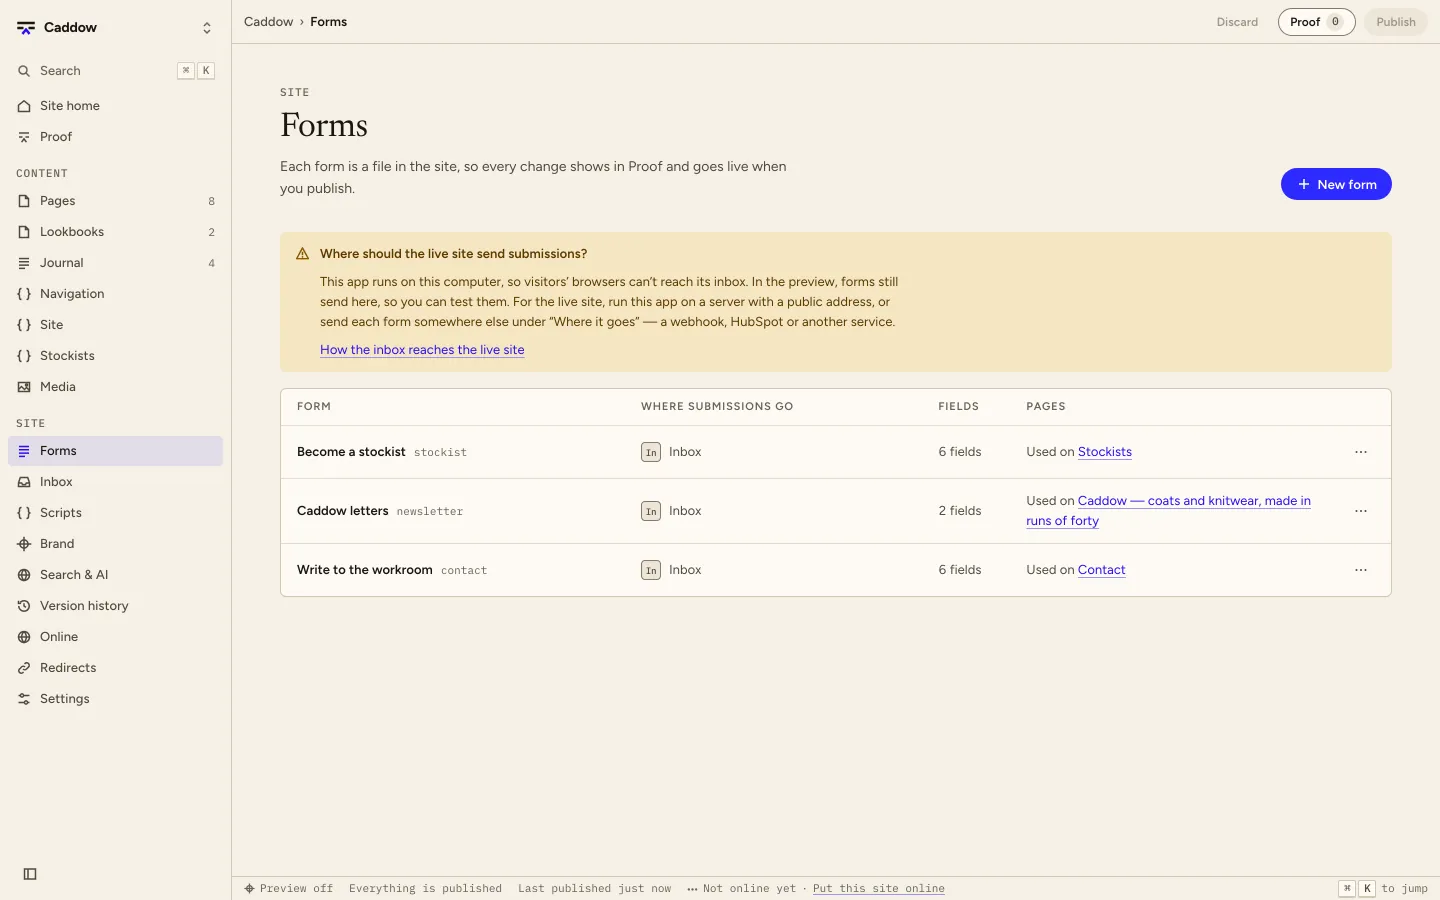 Caddow
Search
⌘ K
Site home
Proof
CONTENT
Pages 8
Lookbooks 2
Journal 4
Navigation
Site
Stockists
Media
SITE
Forms
Inbox
Scripts
Brand
Search & AI
Version history
Online
Redirects
Settings
Caddow › Forms
Discard
Proof 0
Publish
SITE
Forms
Each form is a file in the site, so every change shows in Proof and goes live when
you publish.
New form
Where should the live site send submissions?
This app runs on this computer, so visitors’ browsers can’t reach its inbox. In the preview, forms still
send here, so you can test them. For the live site, run this app on a server with a public address, or
send each form somewhere else under “Where it goes” — a webhook, HubSpot or another service.
How the inbox reaches the live site
FORM WHERE SUBMISSIONS GO FIELDS PAGES
Become a stockist stockist In Inbox 6 fields Used on Stockists
Caddow letters newsletter In Inbox 2 fields Used on Caddow — coats and knitwear, made in
runs of forty
Write to the workroom contact In Inbox 6 fields Used on Contact
Preview off Everything is published Last published just now Not online yet · Put this site online
⌘ K to jump